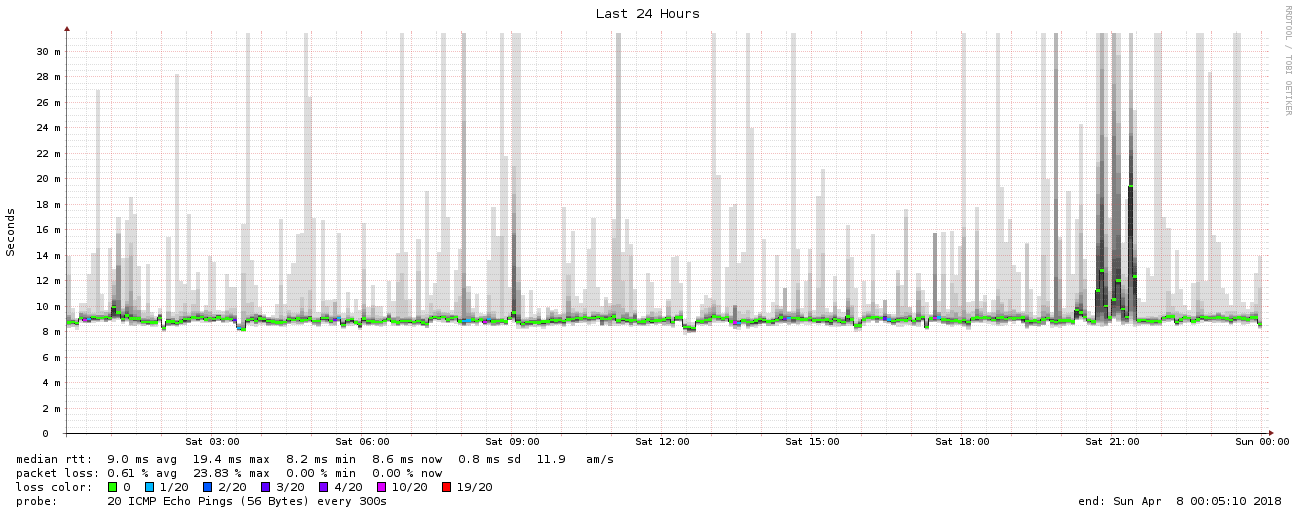 Last 24 Hours
RRDTOOL / TOBI OETIKER
Seconds
30 m
28 m
26 m
24 m
22 m
20 m
18 m
16 m
14 m
12 m
10 m
8 m
6 m
4 m
2 m
0
Sat 03:00 Sat 06:00 Sat 09:00 Sat 12:00 Sat 15:00 Sat 18:00 Sat 21:00 Sun 00:00
median rtt: 9.0 ms avg 19.4 ms max 8.2 ms min 8.6 ms now 0.8 ms sd 11.9 am/s
packet loss: 0.61 % avg 23.83 % max 0.00 % min 0.00 % now
loss color: 0 1/20 2/20 3/20 4/20 10/20 19/20
probe: 20 ICMP Echo Pings (56 Bytes) every 300s end: Sun Apr 8 00:05:10 2018